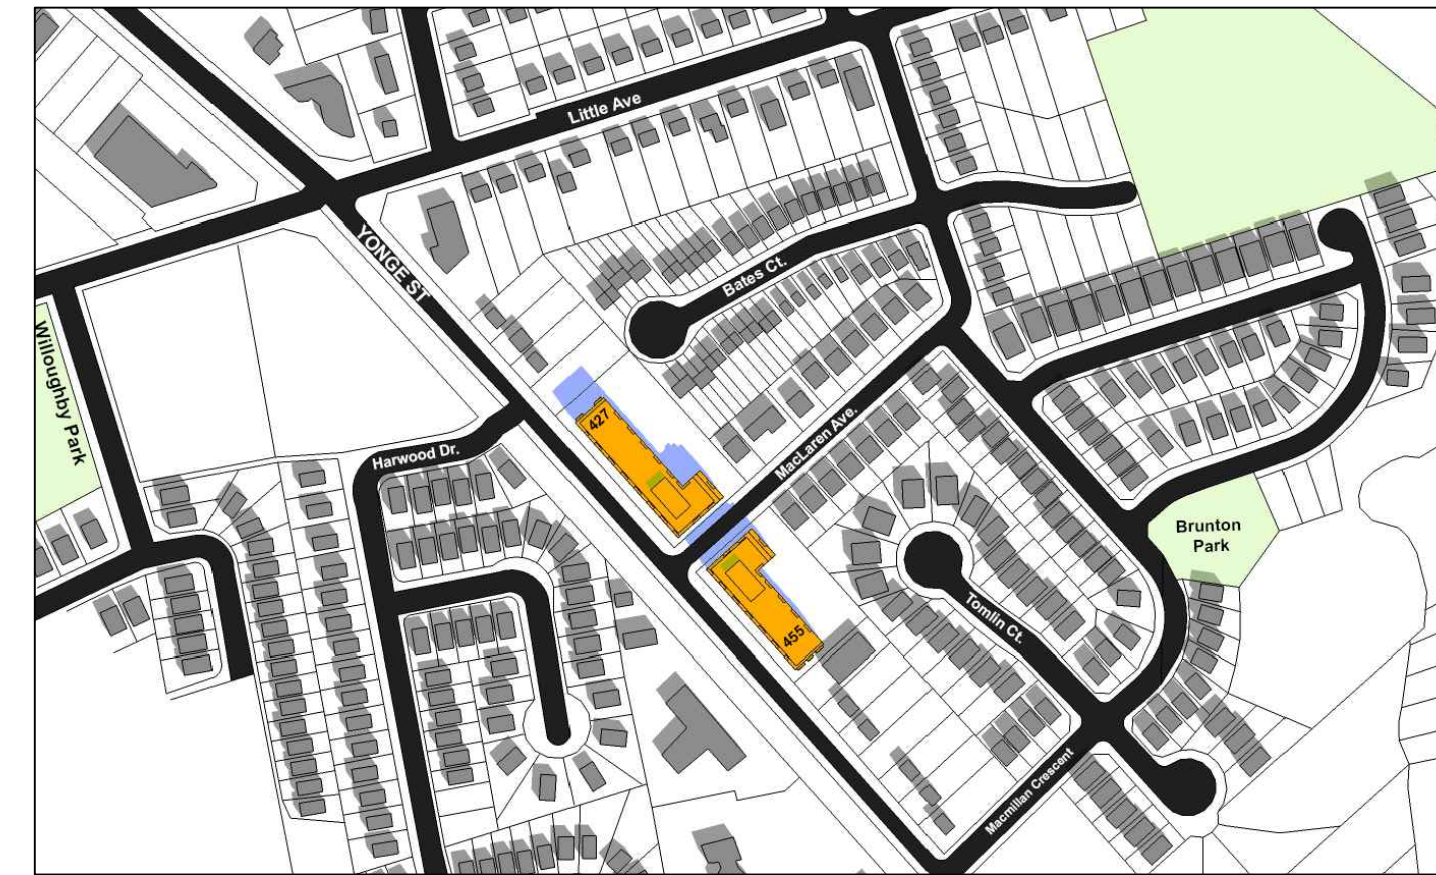 Little Ave
YONGE ST
Bates Ct.
Willoughby Park
427
MacLaren Ave.
Harwood Dr.
Brunton
Park
Tomlin Ct.
455
Macmillan Crescent